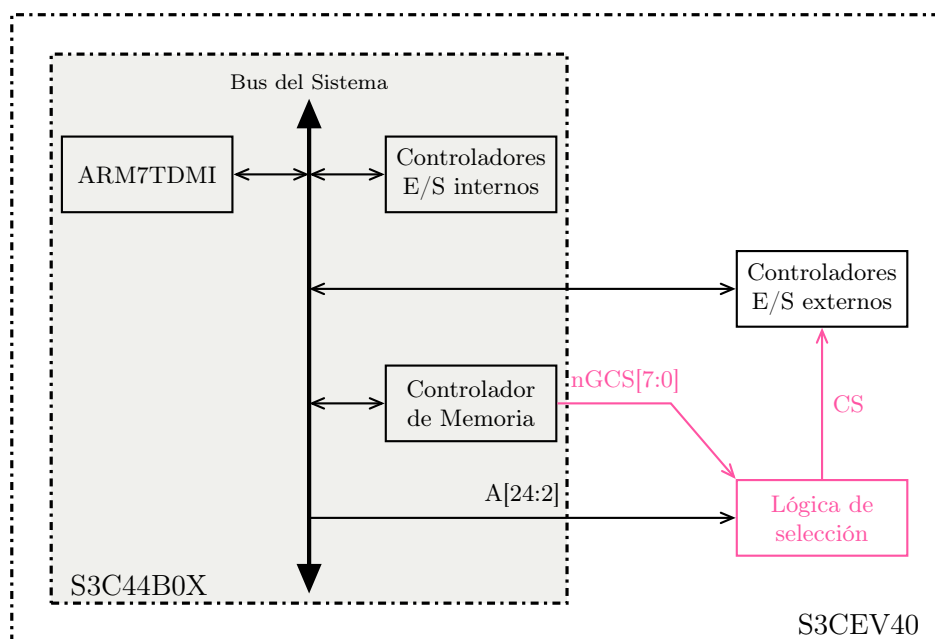 Bus del Sistema
ARM7TDMI
Controladores
E/S internos
Controladores
E/S externos
Controlador
de Memoria
nGCS[7:0]
CS
A[24:2]
Lógica de
selección
S3C44B0X
S3CEV40